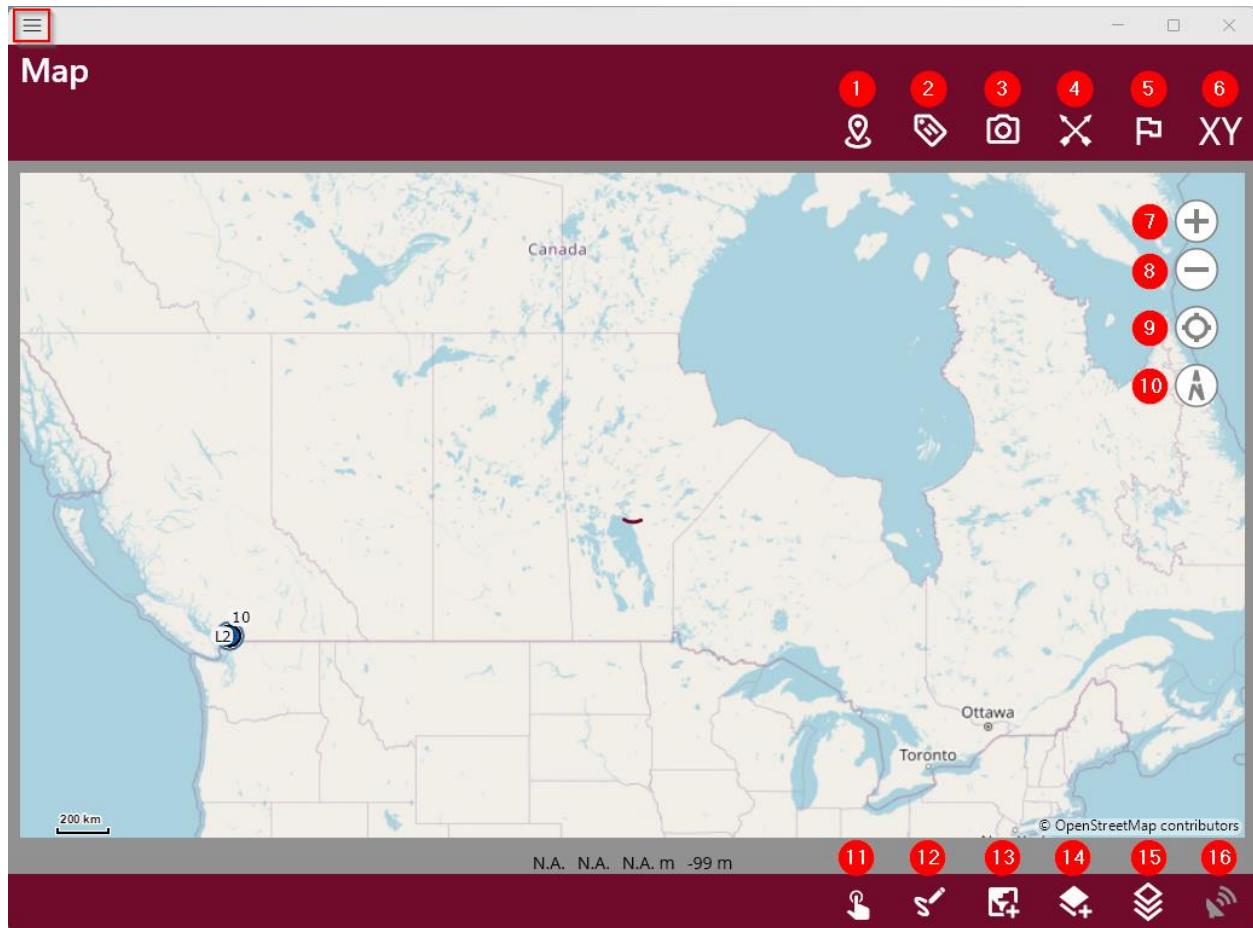 Map
1 2 3 4 5 6
XY
7
Canada
8
9
10
10
L2
Ottawa
Toronto
200 km
© OpenStreetMap contributors
N.A. N.A. N.A. m -99 m
11 12 13 14 15 16